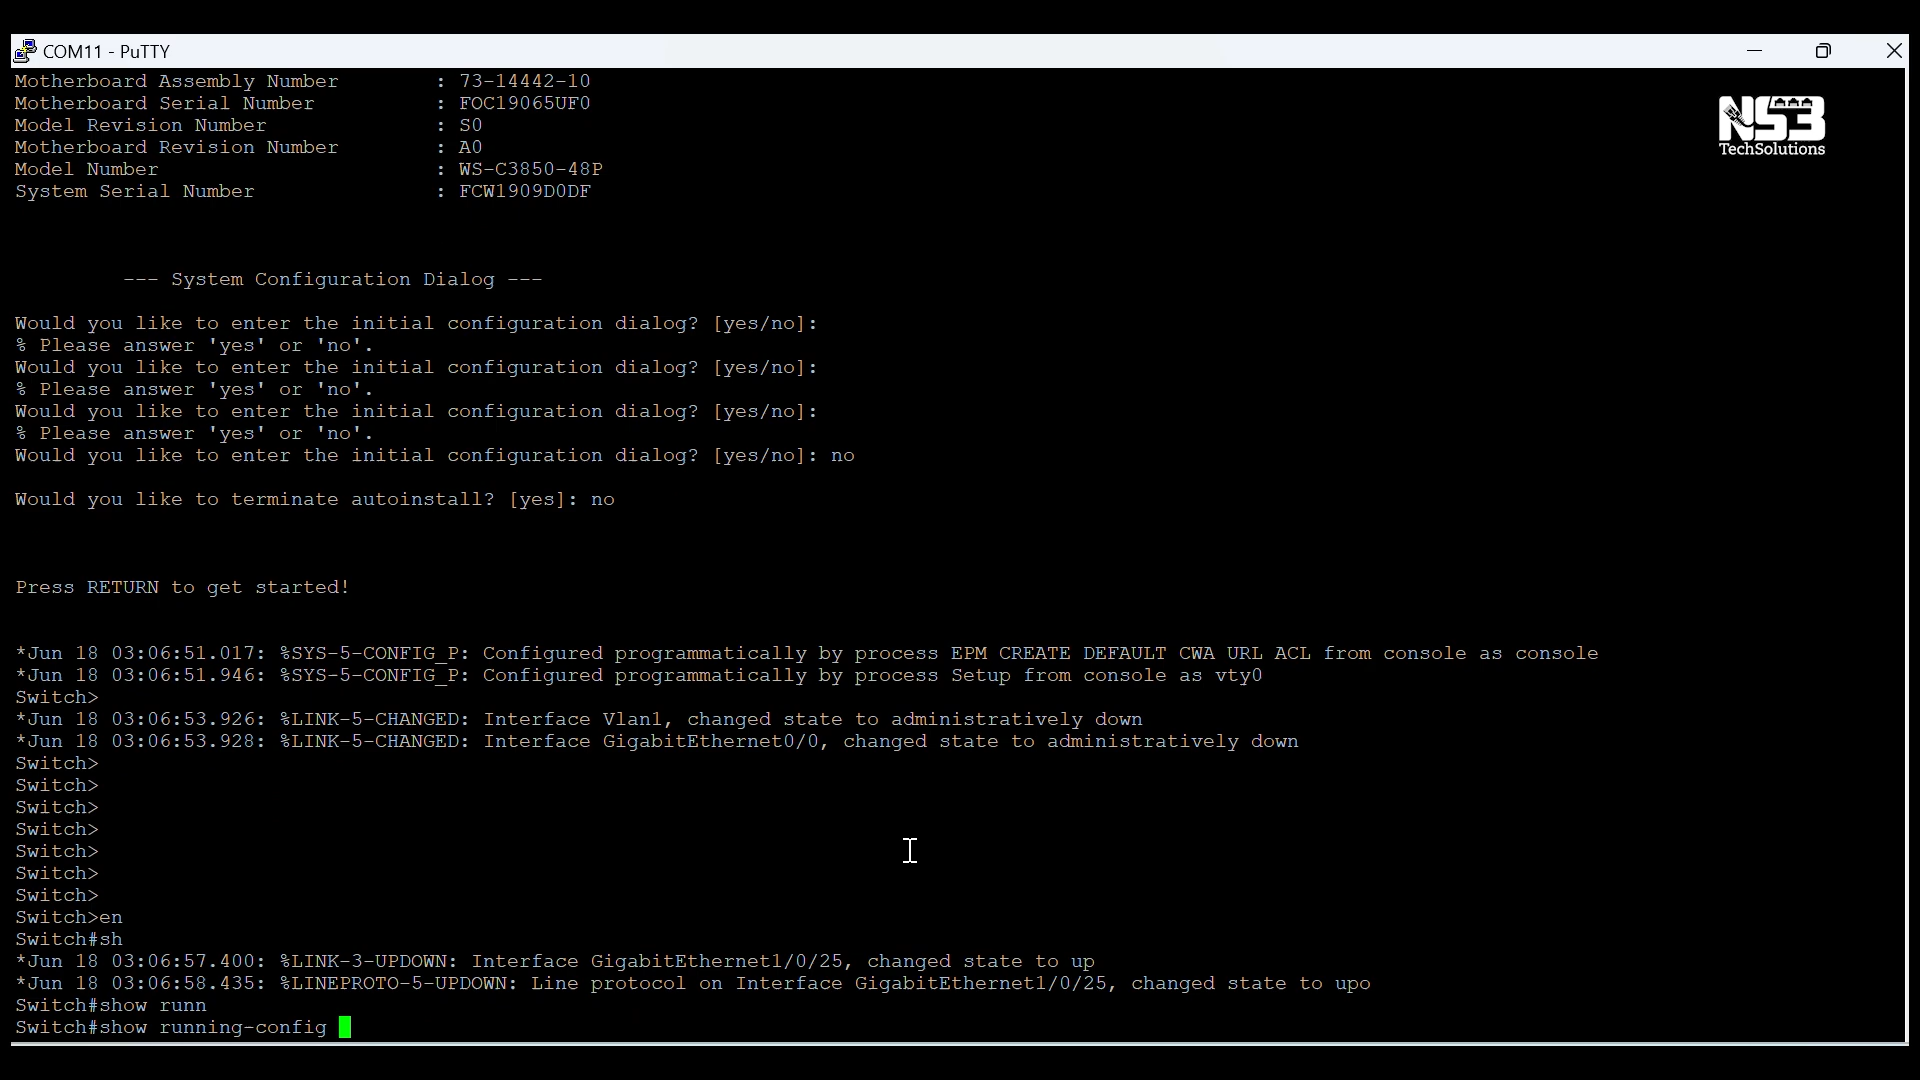 COM11 - PuTTY
Motherboard Assembly Number : 73-14442-10
Motherboard Serial Number : FOC19065UF0
Model Revision Number : S0
Motherboard Revision Number : A0
Model Number : WS-C3850-48P
System Serial Number : FCW1909D0DF
NS3
TechSolutions
--- System Configuration Dialog ---
Would you like to enter the initial configuration dialog? [yes/no]:
% Please answer 'yes' or 'no'.
Would you like to enter the initial configuration dialog? [yes/no]:
% Please answer 'yes' or 'no'.
Would you like to enter the initial configuration dialog? [yes/no]:
% Please answer 'yes' or 'no'.
Would you like to enter the initial configuration dialog? [yes/no]: no
Would you like to terminate autoinstall? [yes]: no
Press RETURN to get started!
*Jun 18 03:06:51.017: %SYS-5-CONFIG_P: Configured programmatically by process EPM CREATE DEFAULT CWA URL ACL from console as console
*Jun 18 03:06:51.946: %SYS-5-CONFIG_P: Configured programmatically by process Setup from console as vty0
Switch>
*Jun 18 03:06:53.926: %LINK-5-CHANGED: Interface Vlan1, changed state to administratively down
*Jun 18 03:06:53.928: %LINK-5-CHANGED: Interface GigabitEthernet0/0, changed state to administratively down
Switch>
Switch>
Switch>
Switch>
Switch>
Switch>
Switch>
Switch>en
Switch#sh
*Jun 18 03:06:57.400: %LINK-3-UPDOWN: Interface GigabitEthernet1/0/25, changed state to up
*Jun 18 03:06:58.435: %LINEPROTO-5-UPDOWN: Line protocol on Interface GigabitEthernet1/0/25, changed state to upo
Switch#show runn
Switch#show running-config